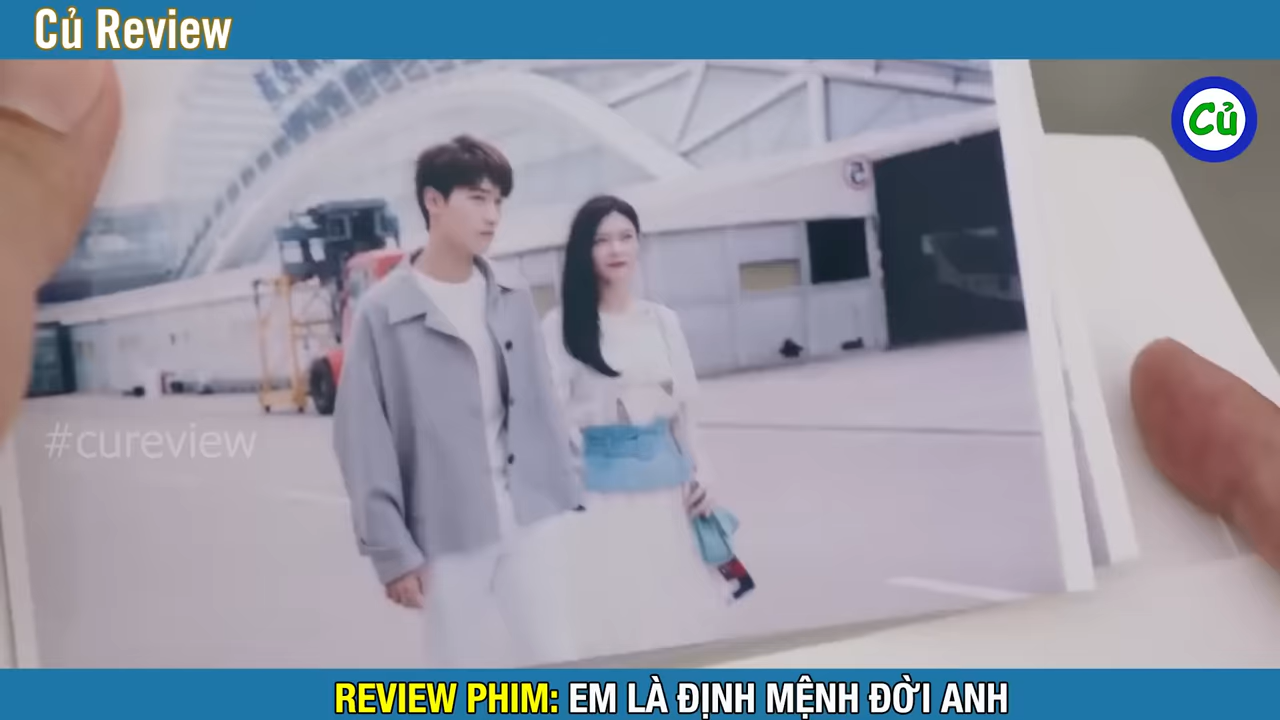 Củ Review
Củ
#cureview
REVIEW PHIM: EM LÀ ĐỊNH MỆNH ĐỜI ANH